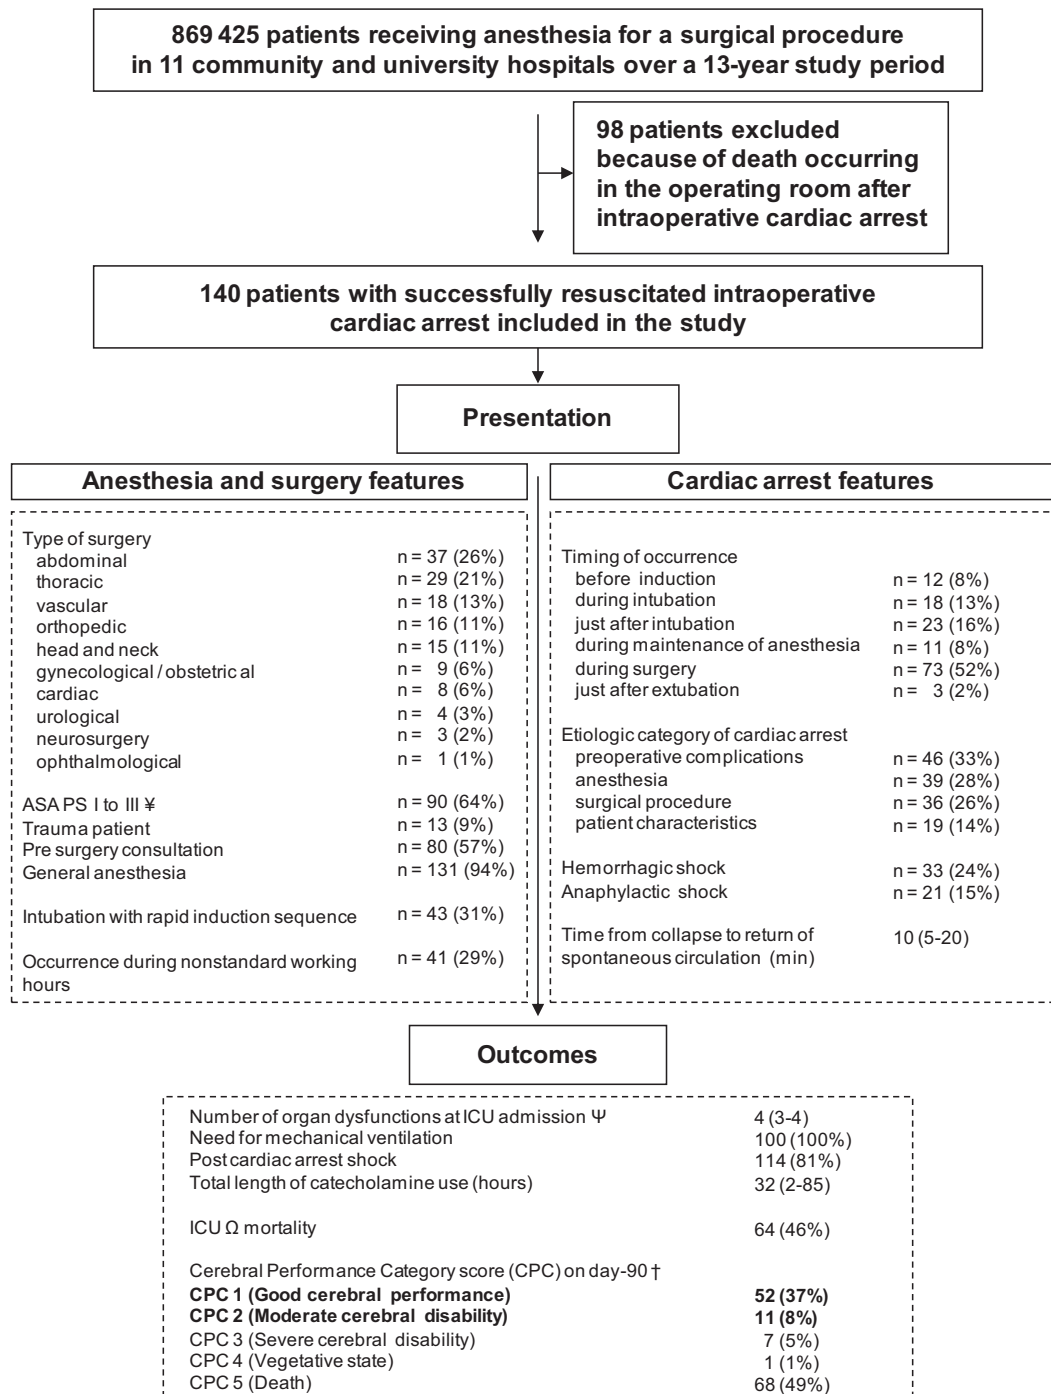 869 425 patients receiving anesthesia for a surgical procedure
in 11 community and university hospitals over a 13-year study period
98 patients excluded
because of death occurring
in the operating room after
intraoperative cardiac arrest
140 patients with successfully resuscitated intraoperative
cardiac arrest included in the study
Presentation
Anesthesia and surgery features
Type of surgery
abdominal n = 37 (26%)
thoracic n = 29 (21%)
vascular n = 18 (13%)
orthopedic n = 16 (11%)
head and neck n = 15 (11%)
gynecological / obstetric al n = 9 (6%)
cardiac n = 8 (6%)
urological n = 4 (3%)
neurosurgery n = 3 (2%)
ophthalmological n = 1 (1%)
ASA PS I to III ¥ n = 90 (64%)
Trauma patient n = 13 (9%)
Pre surgery consultation n = 80 (57%)
General anesthesia n = 131 (94%)
Intubation with rapid induction sequence n = 43 (31%)
Occurrence during nonstandard working n = 41 (29%)
hours
Cardiac arrest features
Timing of occurrence
before induction n = 12 (8%)
during intubation n = 18 (13%)
just after intubation n = 23 (16%)
during maintenance of anesthesia n = 11 (8%)
during surgery n = 73 (52%)
just after extubation n = 3 (2%)
Etiologic category of cardiac arrest
preoperative complications n = 46 (33%)
anesthesia n = 39 (28%)
surgical procedure n = 36 (26%)
patient characteristics n = 19 (14%)
Hemorrhagic shock n = 33 (24%)
Anaphylactic shock n = 21 (15%)
Time from collapse to return of 10 (5-20)
spontaneous circulation (min)
Outcomes
Number of organ dysfunctions at ICU admission Ψ 4 (3-4)
Need for mechanical ventilation 100 (100%)
Post cardiac arrest shock 114 (81%)
Total length of catecholamine use (hours) 32 (2-85)
ICU Ω mortality 64 (46%)
Cerebral Performance Category score (CPC) on day-90 †
CPC 1 (Good cerebral performance) 52 (37%)
CPC 2 (Moderate cerebral disability) 11 (8%)
CPC 3 (Severe cerebral disability) 7 (5%)
CPC 4 (Vegetative state) 1 (1%)
CPC 5 (Death) 68 (49%)